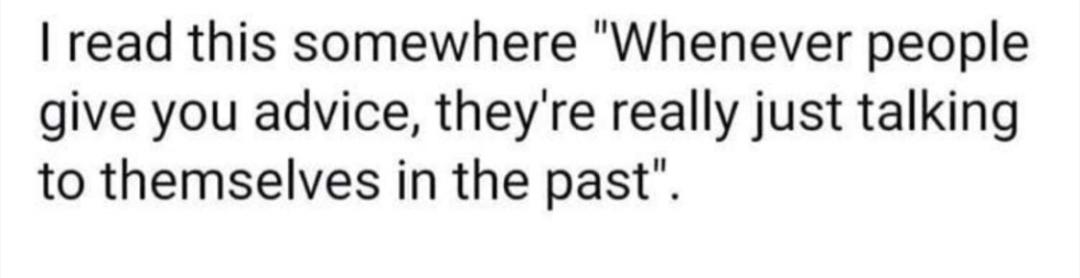 I read this somewhere "Whenever people
give you advice, they're really just talking
to themselves in the past".